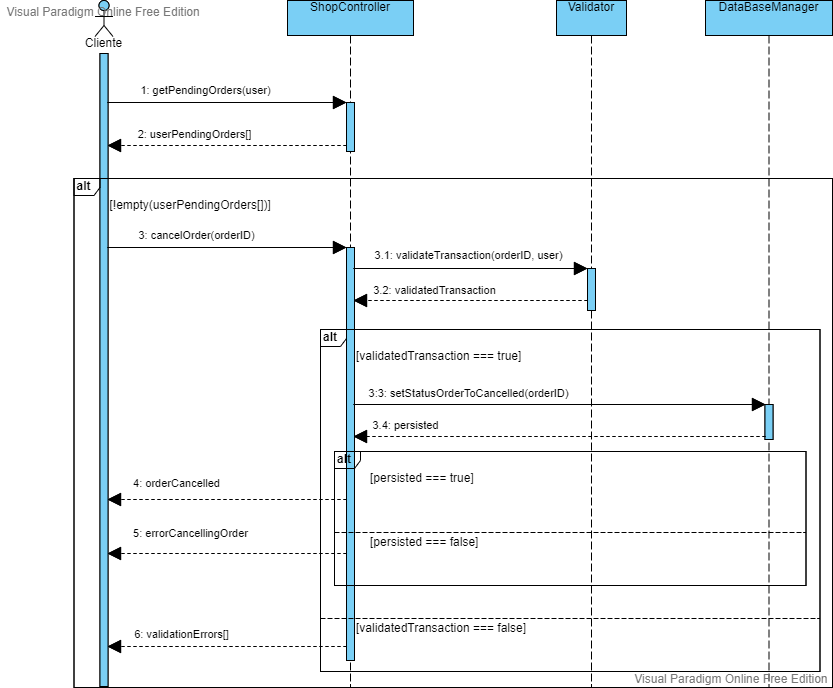 Visual Paradigm Online Free Edition
ShopController
Validator
DataBaseManager
Cliente
1: getPendingOrders(user)
2: userPendingOrders[]
alt
[!empty(userPendingOrders[])]
3: cancelOrder(orderID)
3.1: validateTransaction(orderID, user)
3.2: validatedTransaction
alt
[validatedTransaction === true]
3.3: setStatusOrderToCancelled(orderID)
3.4: persisted
alt
[persisted === true]
4: orderCancelled
5: errorCancellingOrder
[persisted === false]
[validatedTransaction === false]
6: validationErrors[]
Visual Paradigm Online Free Edition